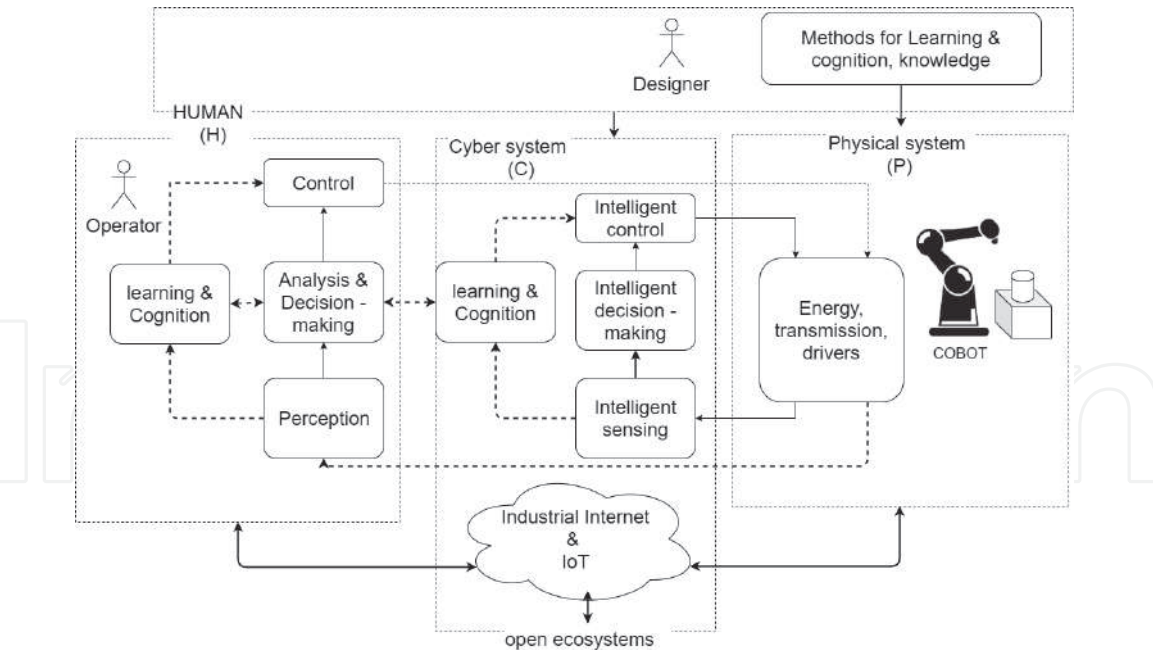 Methods for Learning &
cognition, knowledge
Designer
HUMAN
(H)
Operator
Control
learning &
Cognition
Analysis &
Decision -
making
Perception
Cyber system
(C)
Intelligent
control
learning &
Cognition
Intelligent
decision -
making
Intelligent
sensing
Physical system
(P)
Energy,
transmission,
drivers
COBOT
Industrial Internet
&
IoT
open ecosystems